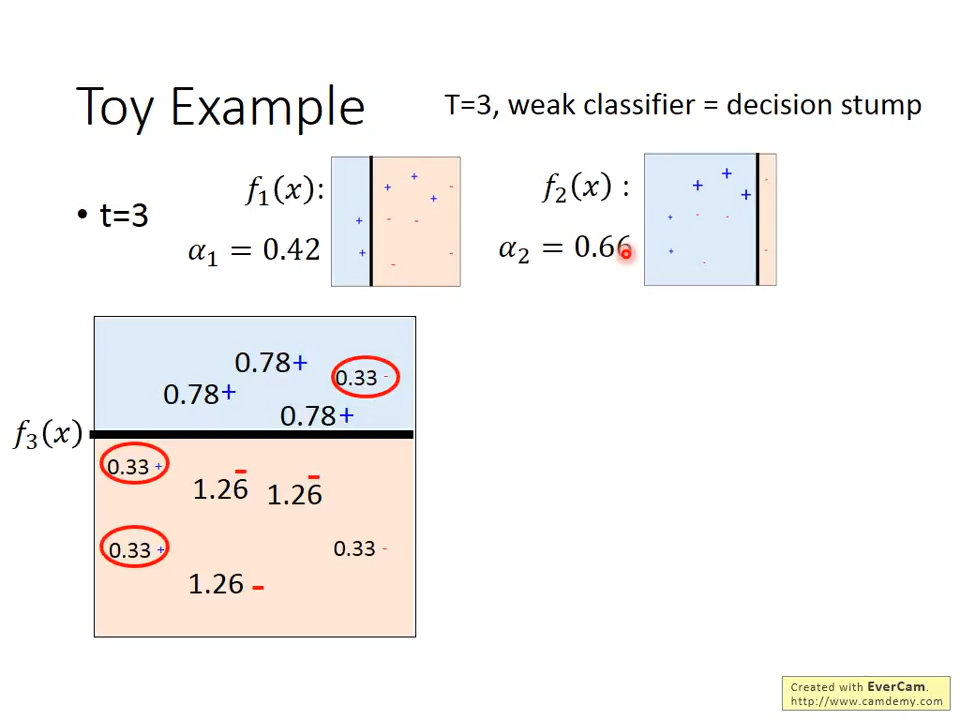 Toy Example
T=3, weak classifier = decision stump
• t=3
f₁(x):
α₁ = 0.42
f₂(x) :
α₂ = 0.66
0.78+
0.78+
0.33 -
0.78+
f₃(x)
0.33 +
1.26 -
1.26 -
0.33 +
0.33 -
1.26 -
Created with EverCam.
http://www.camdemy.com